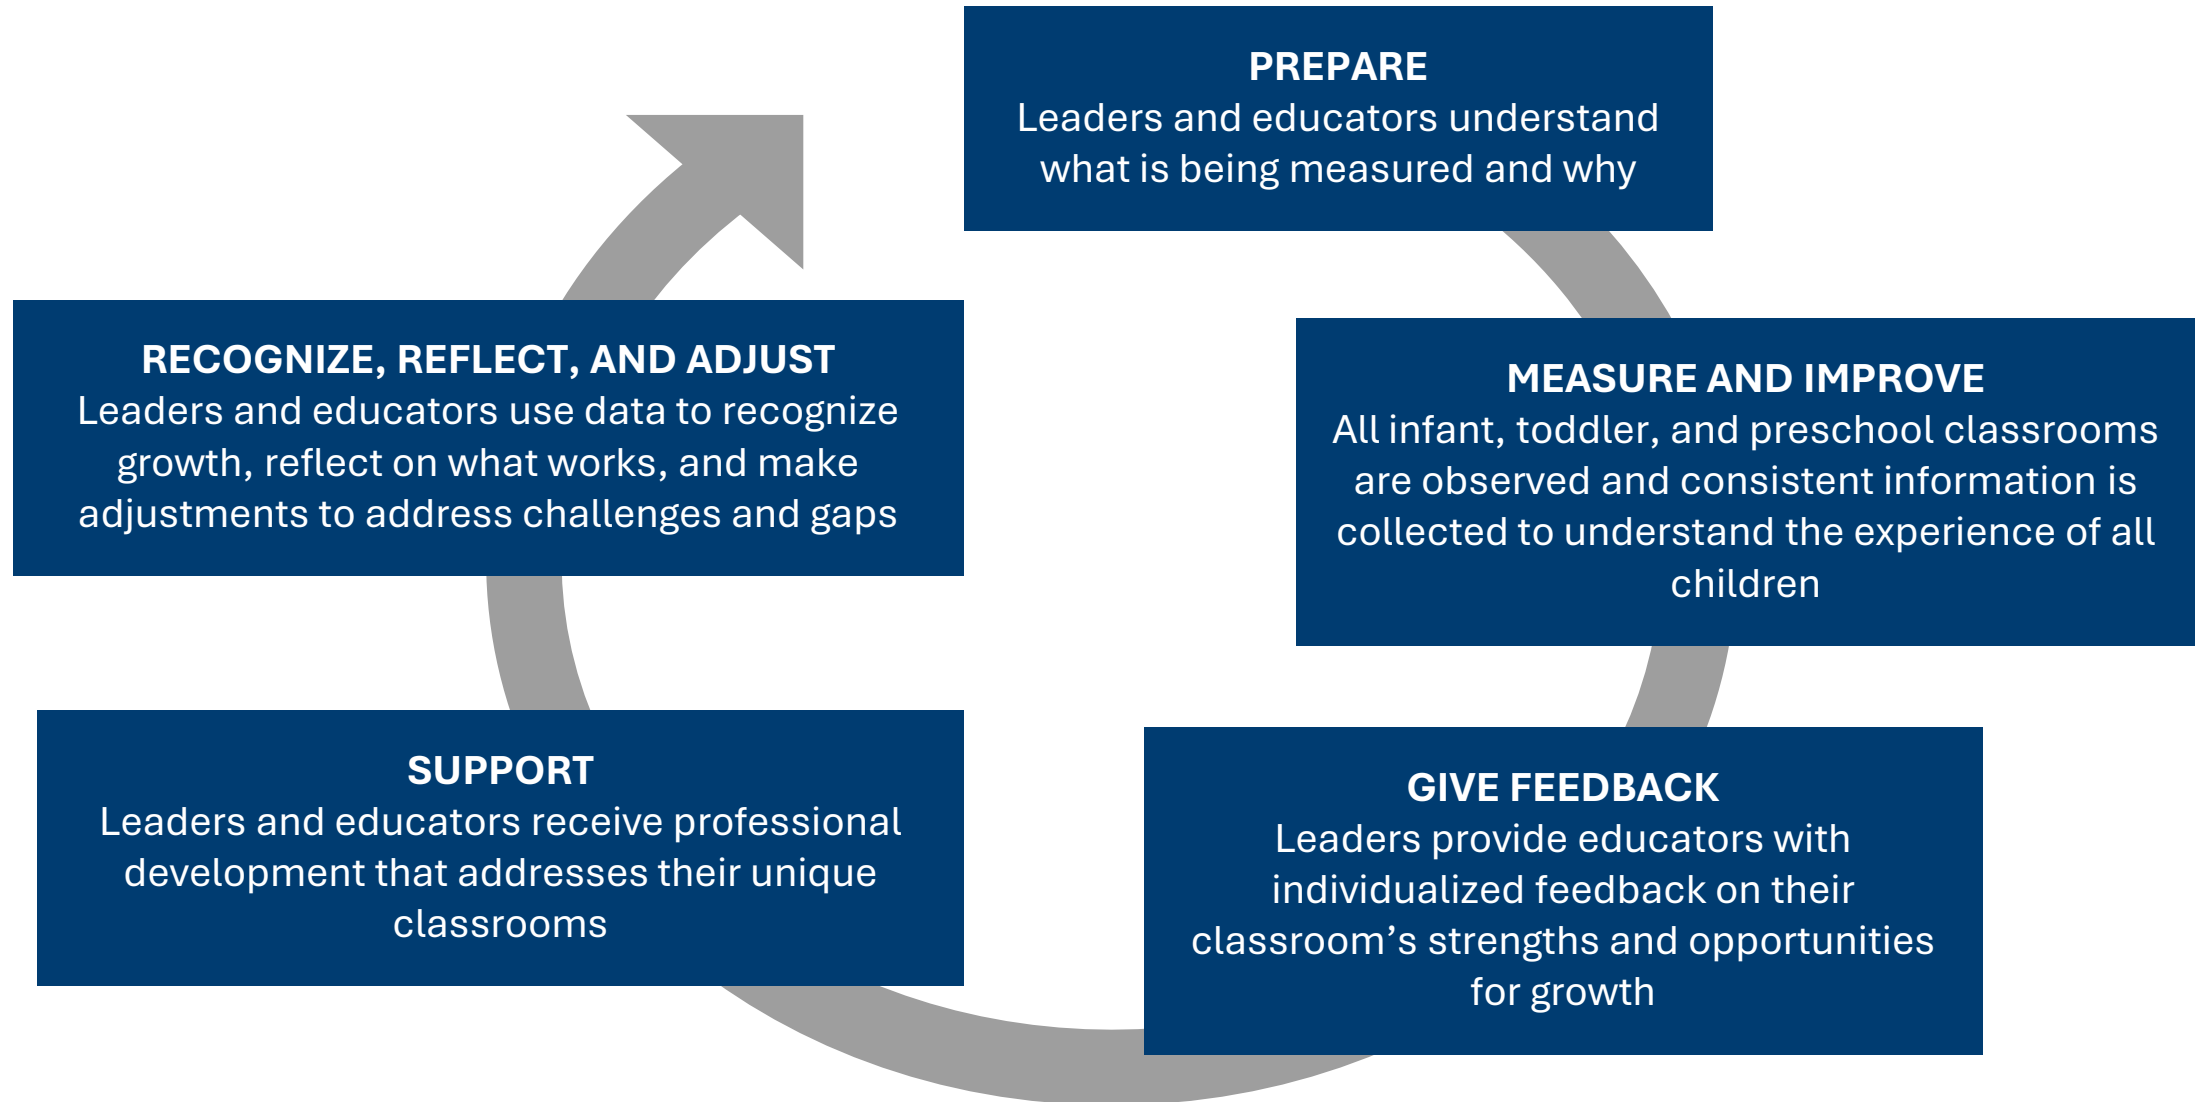 PREPARE
Leaders and educators understand
what is being measured and why
MEASURE AND IMPROVE
All infant, toddler, and preschool classrooms
are observed and consistent information is
collected to understand the experience of all
children
GIVE FEEDBACK
Leaders provide educators with
individualized feedback on their
classroom’s strengths and opportunities
for growth
SUPPORT
Leaders and educators receive professional
development that addresses their unique
classrooms
RECOGNIZE, REFLECT, AND ADJUST
Leaders and educators use data to recognize
growth, reflect on what works, and make
adjustments to address challenges and gaps